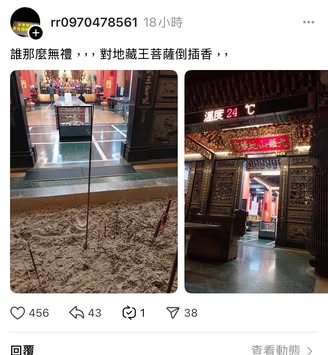 rr0970478561 18小時
誰那麼無禮，，，對地藏王菩薩倒插香，，
溫度 24 ℃
456 43 1 38
回覆 查看動態